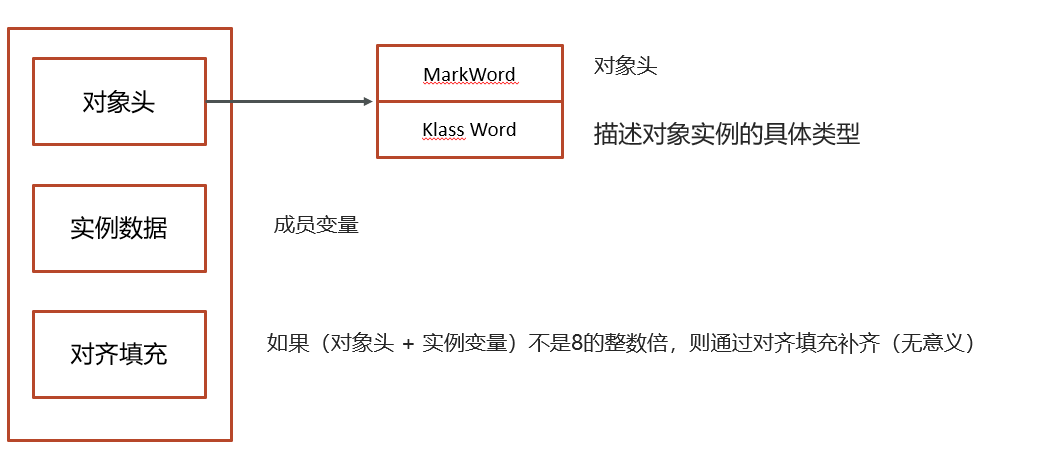 对象头
MarkWord
对象头
Klass Word
描述对象实例的具体类型
实例数据
成员变量
对齐填充
如果（对象头 + 实例变量）不是8的整数倍，则通过对齐填充补齐（无意义）